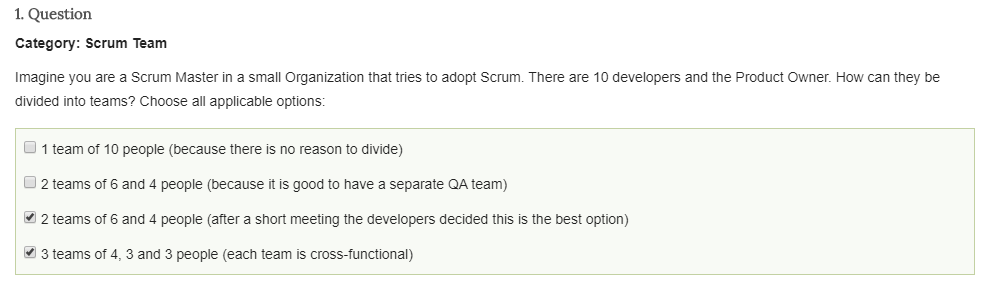 1. Question
Category: Scrum Team
Imagine you are a Scrum Master in a small Organization that tries to adopt Scrum. There are 10 developers and the Product Owner. How can they be
divided into teams? Choose all applicable options:
1 team of 10 people (because there is no reason to divide)
2 teams of 6 and 4 people (because it is good to have a separate QA team)
2 teams of 6 and 4 people (after a short meeting the developers decided this is the best option)
3 teams of 4, 3 and 3 people (each team is cross-functional)